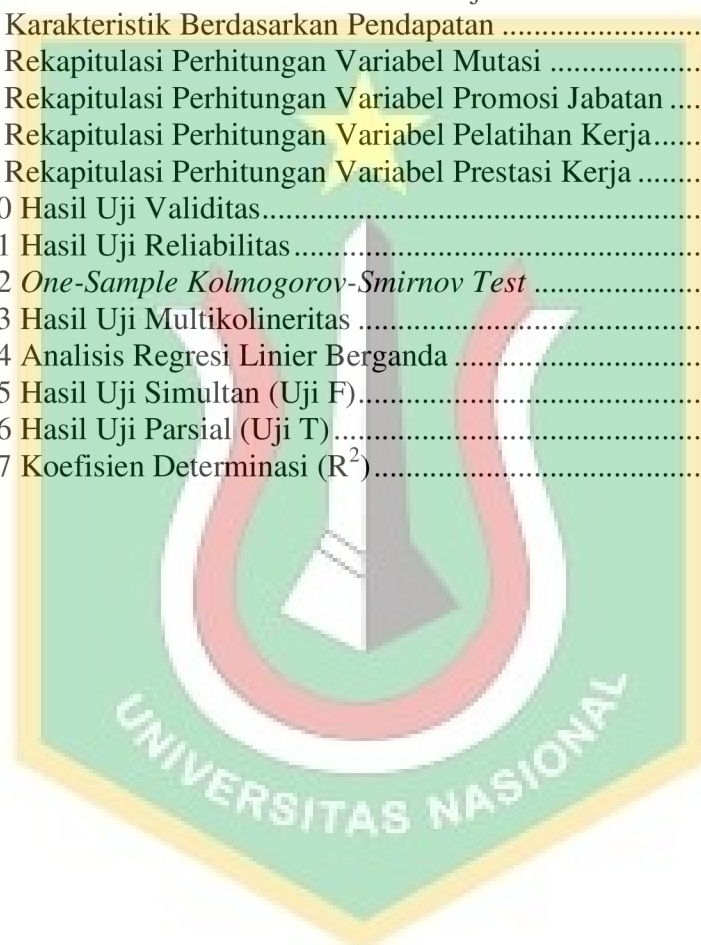 Karakteristik Berdasarkan Pendapatan ........................
Rekapitulasi Perhitungan Variabel Mutasi ..................
Rekapitulasi Perhitungan Variabel Promosi Jabatan ....
Rekapitulasi Perhitungan Variabel Pelatihan Kerja......
Rekapitulasi Perhitungan Variabel Prestasi Kerja ........
0 Hasil Uji Validitas.......................................................
1 Hasil Uji Reliabilitas...................................................
2 One-Sample Kolmogorov-Smirnov Test .....................
3 Hasil Uji Multikolineritas ...........................................
4 Analisis Regresi Linier Berganda ...............................
5 Hasil Uji Simultan (Uji F)...........................................
6 Hasil Uji Parsial (Uji T)..............................................
7 Koefisien Determinasi (R²).........................................
UNIVERSITAS NASIONAL